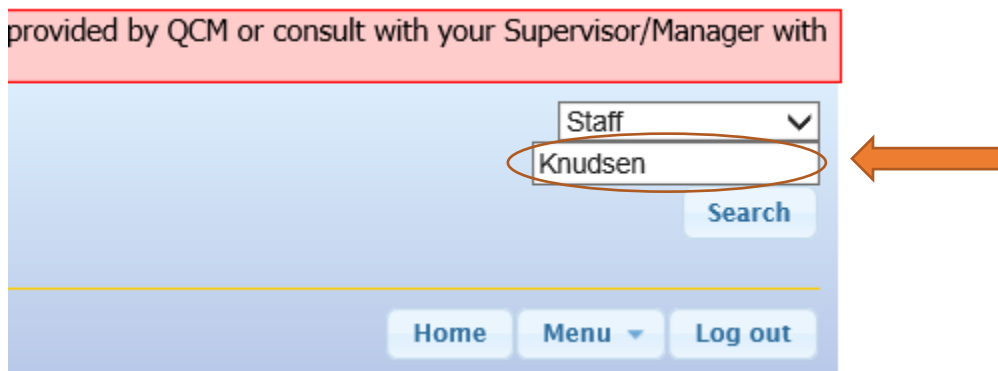 provided by QCM or consult with your Supervisor/Manager with
Staff
Knudsen
Search
Home Menu Log out